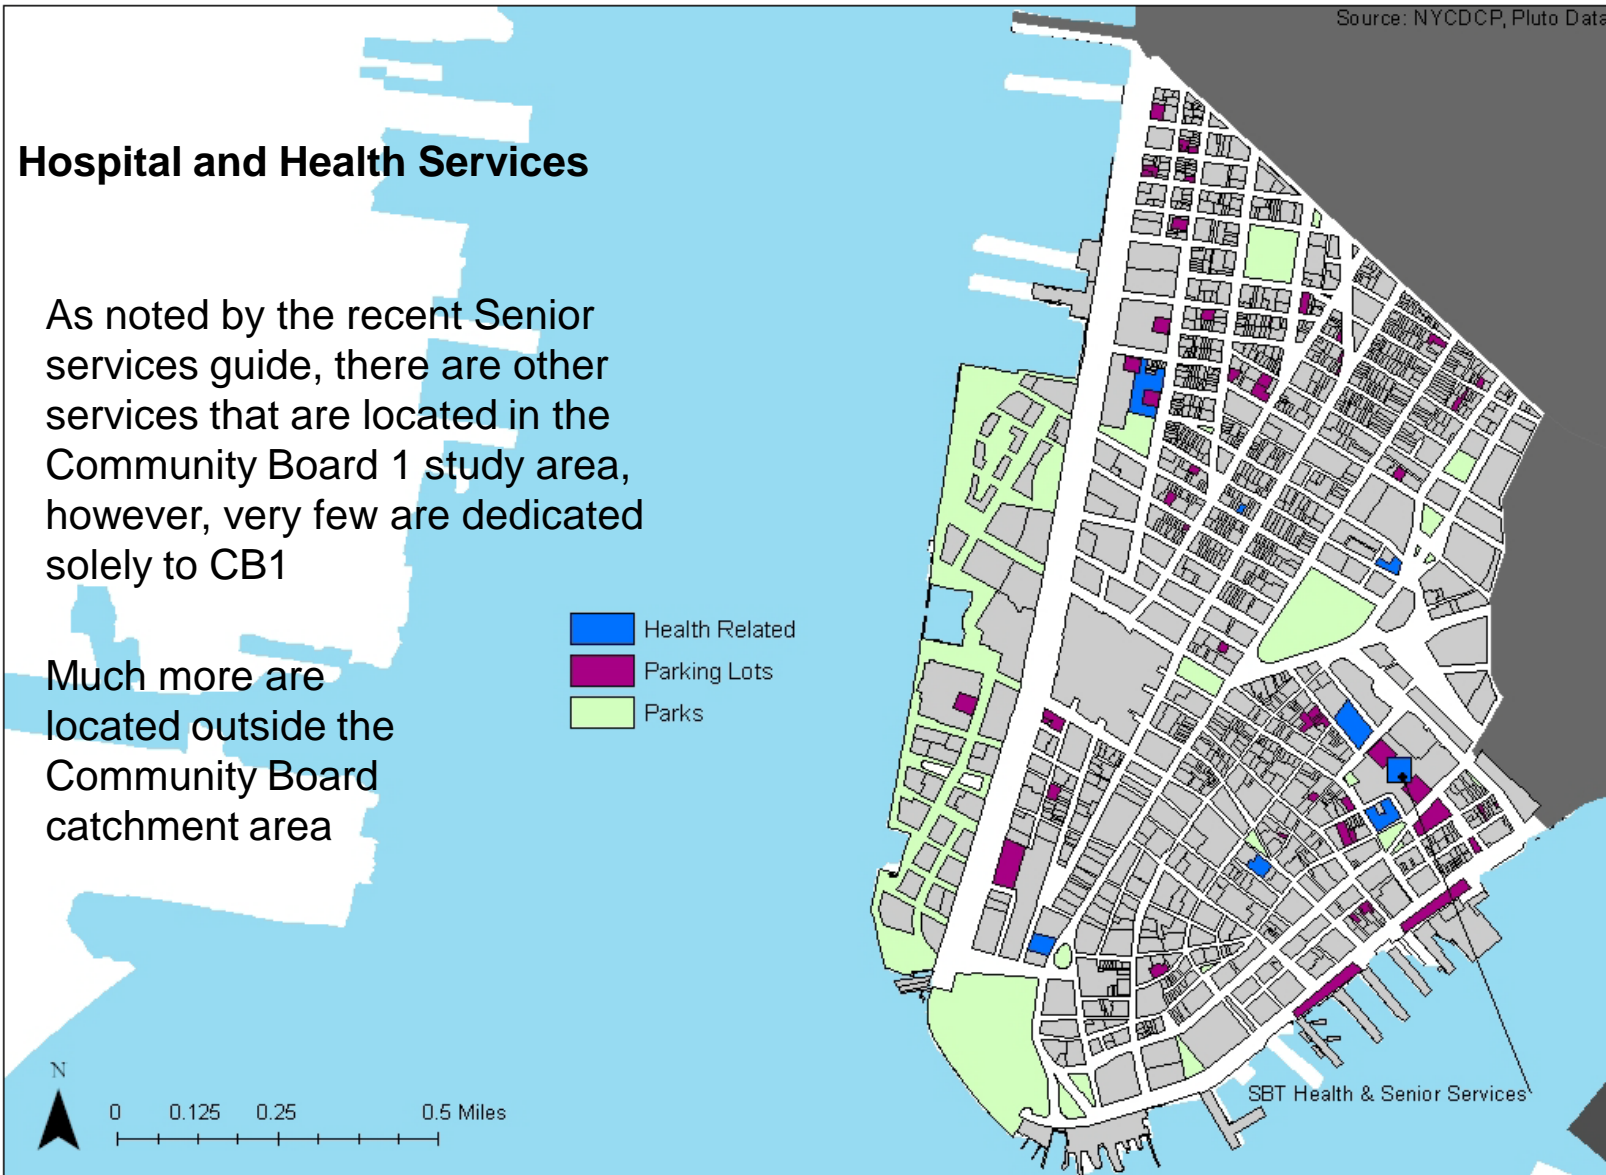 Source: NYCDCP, Pluto Data
Hospital and Health Services
As noted by the recent Senior
services guide, there are other
services that are located in the
Community Board 1 study area,
however, very few are dedicated
solely to CB1
Health Related
Parking Lots
Parks
Much more are
located outside the
Community Board
catchment area
N
0 0.125 0.25 0.5 Miles
SBT Health & Senior Services